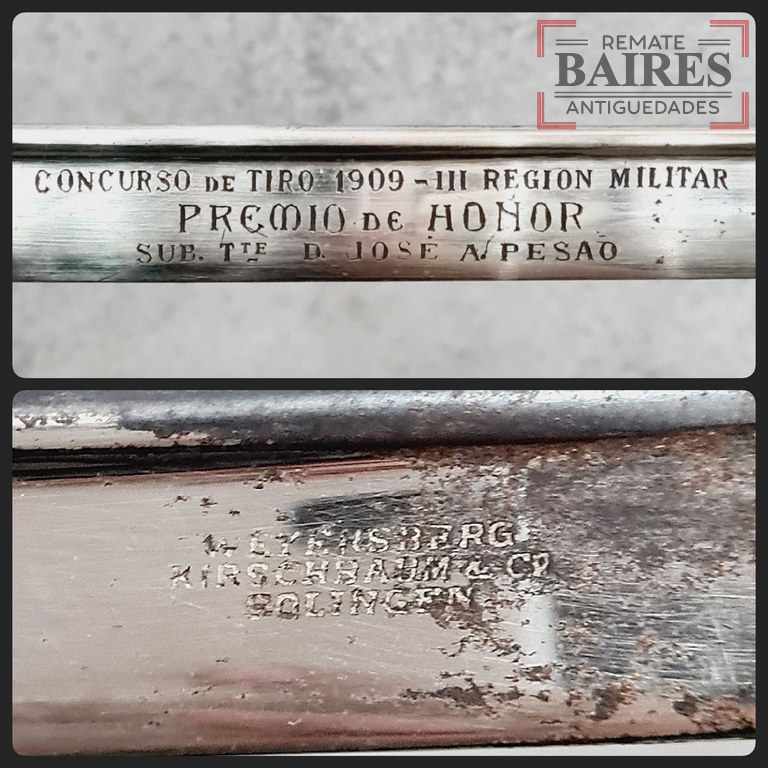 REMATE
BAIRES
ANTIGUEDADES
CONCURSO DE TIRO 1909 - III REGION MILITAR
PREMIO DE HONOR
SUB. Tᵀᴱ D. JOSÉ A. PESAO
WEYERSBERG
KIRSCHBAUM & Cº
SOLINGEN